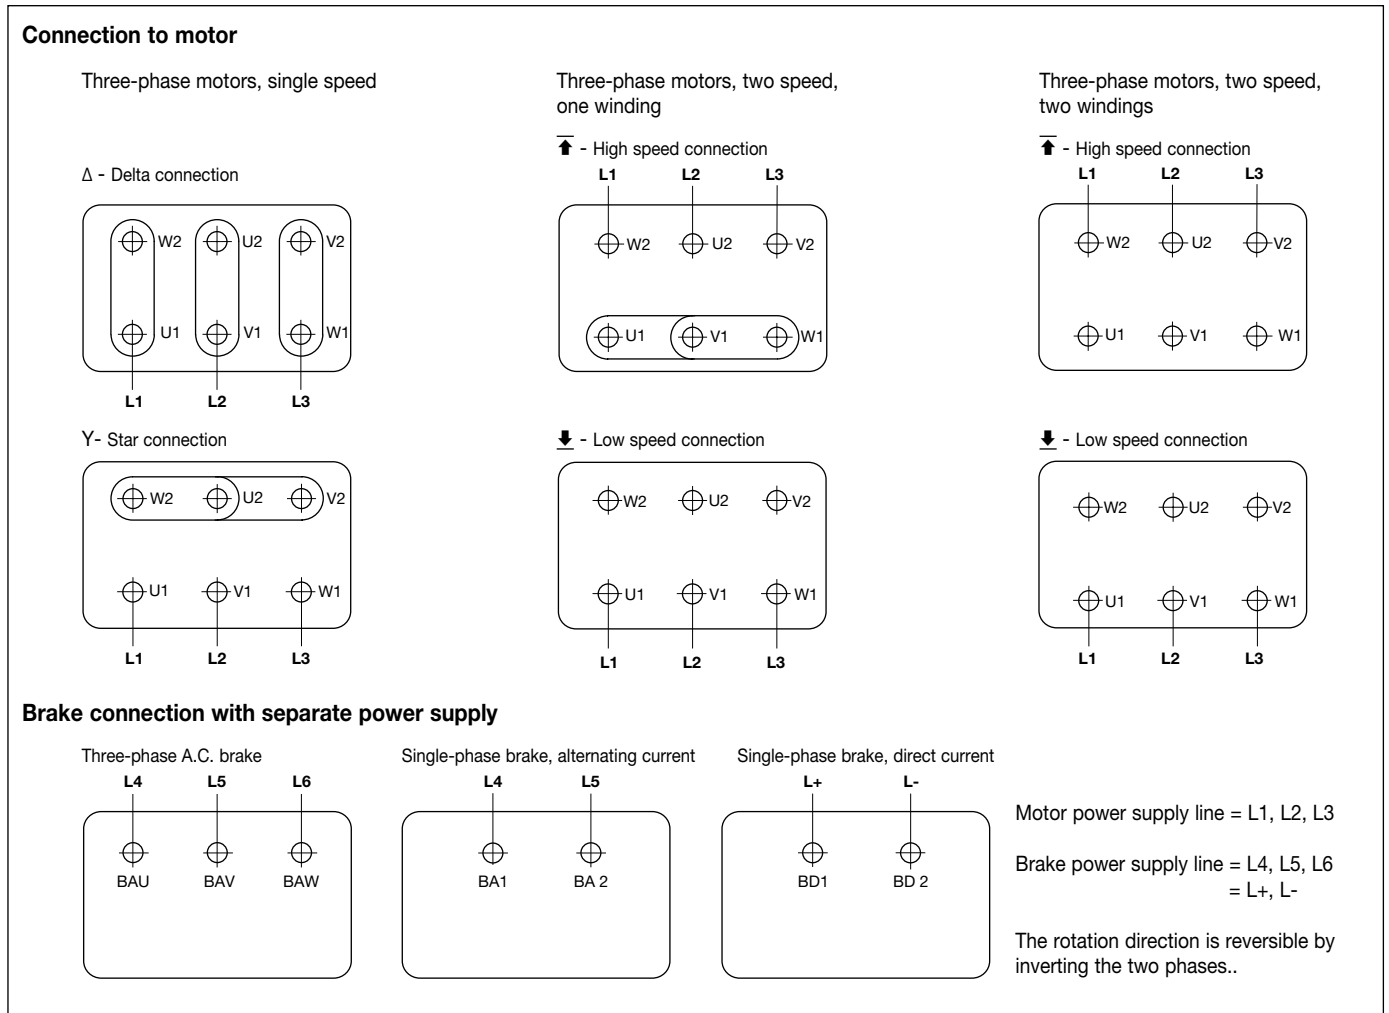 Connection to motor
Three-phase motors, single speed
Δ - Delta connection
W2 U2 V2
U1 V1 W1
L1 L2 L3
Y- Star connection
W2 U2 V2
U1 V1 W1
L1 L2 L3
Three-phase motors, two speed,
one winding
- High speed connection
L1 L2 L3
W2 U2 V2
U1 V1 W1
- Low speed connection
W2 U2 V2
U1 V1 W1
L1 L2 L3
Three-phase motors, two speed,
two windings
- High speed connection
L1 L2 L3
W2 U2 V2
U1 V1 W1
- Low speed connection
W2 U2 V2
U1 V1 W1
L1 L2 L3
Brake connection with separate power supply
Three-phase A.C. brake
L4 L5 L6
BAU BAV BAW
Single-phase brake, alternating current
L4 L5
BA1 BA 2
Single-phase brake, direct current
L+ L-
BD1 BD 2
Motor power supply line = L1, L2, L3
Brake power supply line = L4, L5, L6
= L+, L-
The rotation direction is reversible by
inverting the two phases..